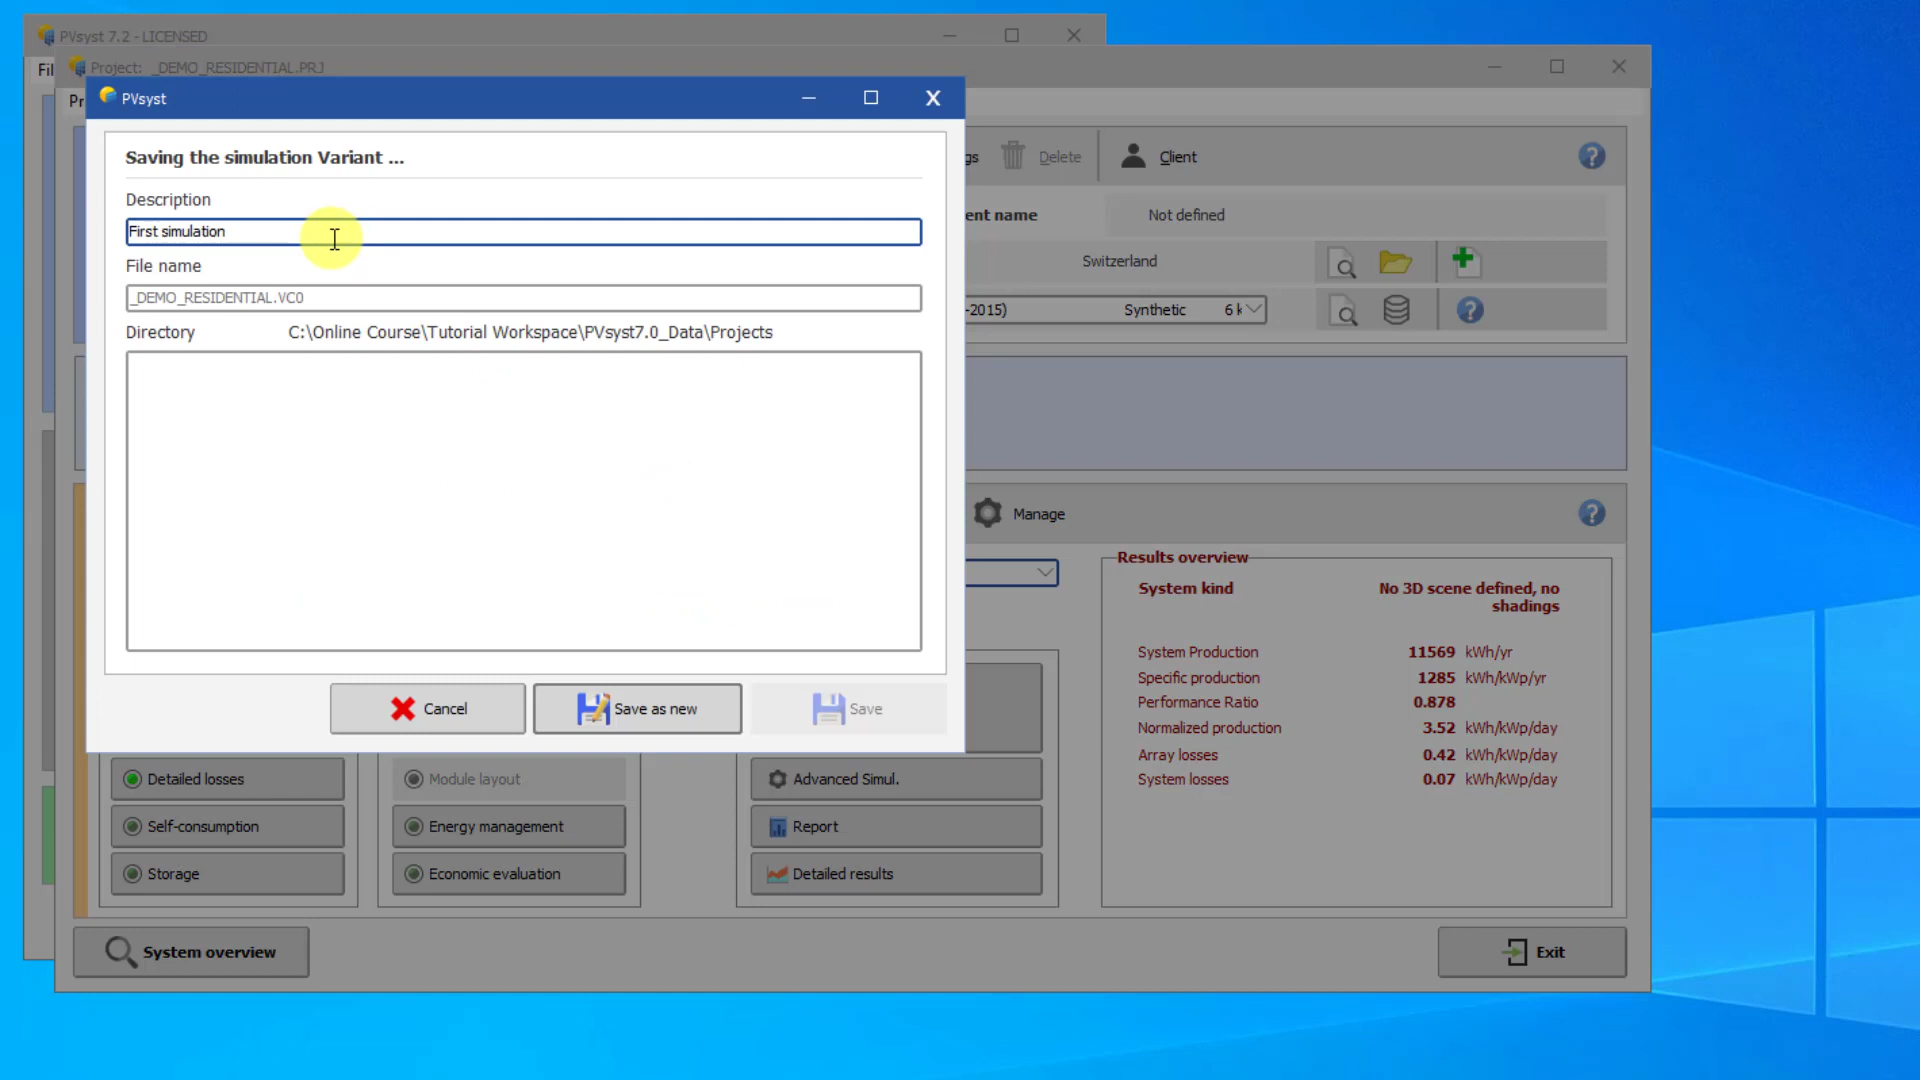 PVsyst 7.2 - LICENSED
Fil
Project: _DEMO_RESIDENTIAL.PRJ
Pr
PVsyst
Saving the simulation Variant ...
Description
First simulation
File name
_DEMO_RESIDENTIAL.VC0
Directory C:\Online Course\Tutorial Workspace\PVsyst7.0_Data\Projects
Cancel
Save as new
Save
gs
Delete
Client
ent name
Not defined
Switzerland
-2015) Synthetic 6 k
Manage
Results overview
System kind No 3D scene defined, no
shadings
System Production 11569 kWh/yr
Specific production 1285 kWh/kWp/yr
Performance Ratio 0.878
Normalized production 3.52 kWh/kWp/day
Array losses 0.42 kWh/kWp/day
System losses 0.07 kWh/kWp/day
Detailed losses
Module layout
Advanced Simul.
Self-consumption
Energy management
Report
Storage
Economic evaluation
Detailed results
System overview
Exit